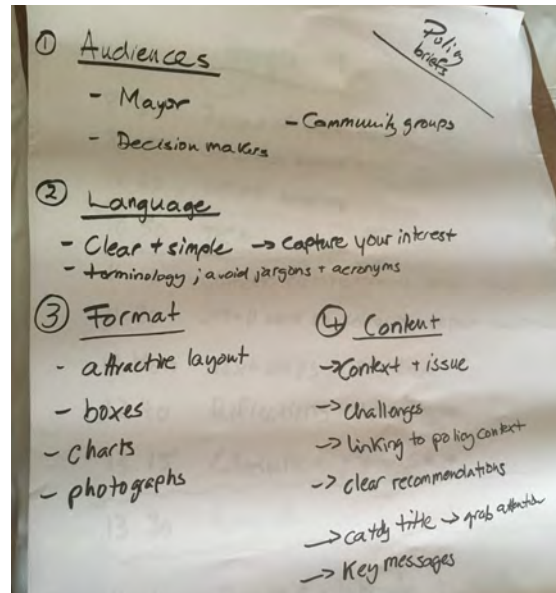 Policy
briefs
① Audiences
- Mayor
- Community groups
- Decision makers
② Language
- Clear + simple → capture your interest
- terminology; avoid jargons + acronyms
③ Format
- attractive layout
- boxes
- charts
- photographs
④ Content
→ Context + issue
→ challenges
→ linking to policy context
→ clear recommendations
→ catchy title → grab attention
→ Key messages